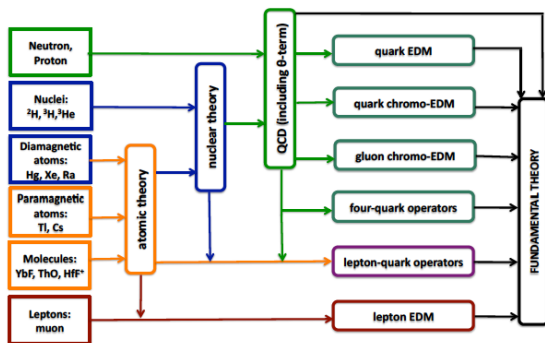 Neutron,
Proton
Nuclei:
²H, ³H,³He
Diamagnetic
atoms:
Hg, Xe, Ra
Paramagnetic
atoms:
Tl, Cs
Molecules:
YbF, ThO, HfF⁺
Leptons:
muon
atomic theory
nuclear theory
QCD (including θ-term)
quark EDM
quark chromo-EDM
gluon chromo-EDM
four-quark operators
lepton-quark operators
lepton EDM
FUNDAMENTAL THEORY